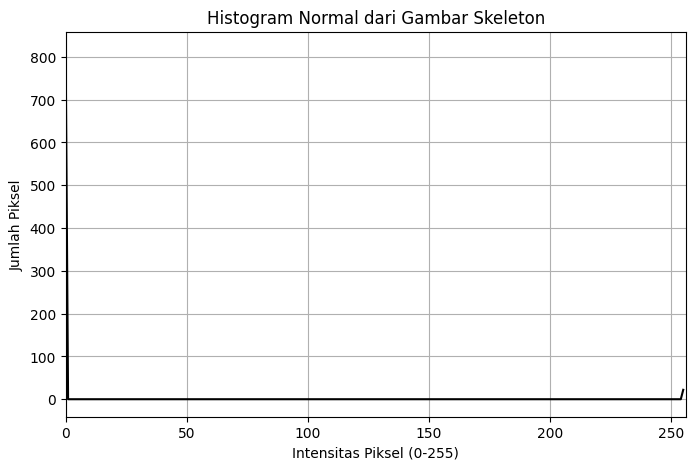 Histogram Normal dari Gambar Skeleton
800
700
600
500
400
300
200
100
0
Jumlah Piksel
0 50 100 150 200 250
Intensitas Piksel (0-255)